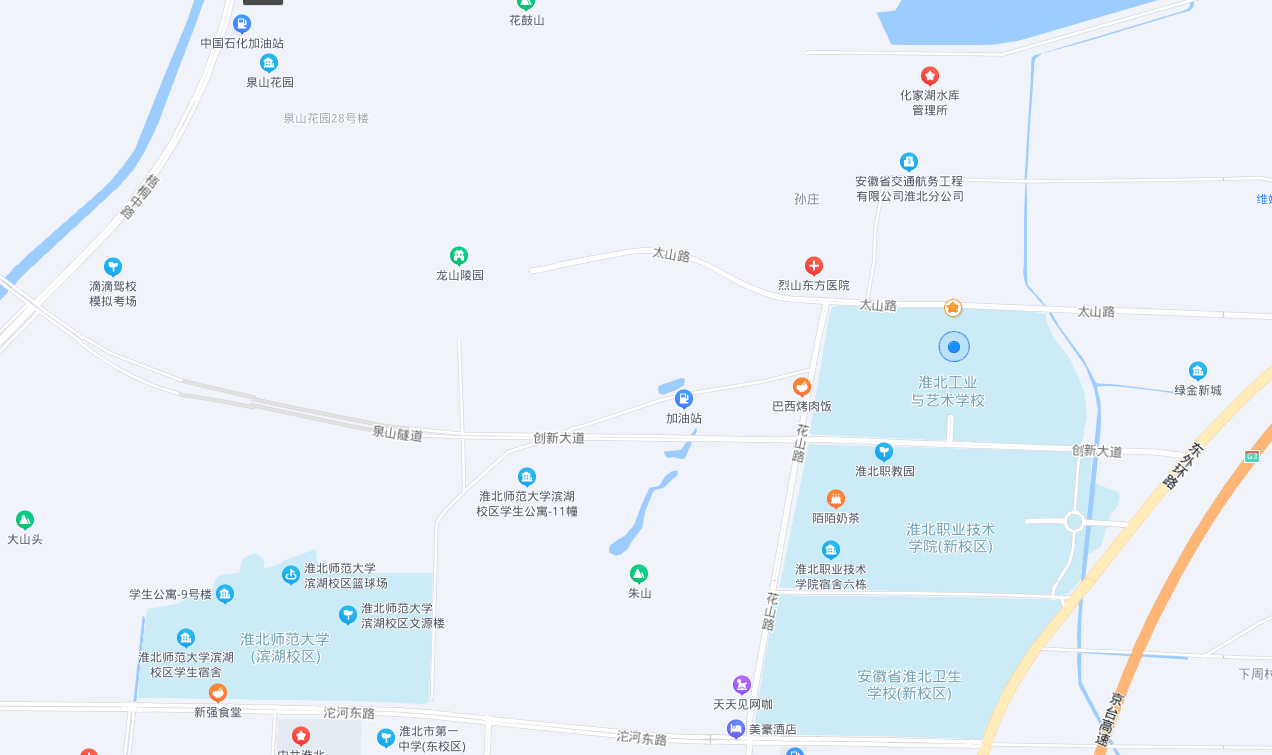 花鼓山
中国石化加油站
泉山花园
泉山花园28号楼
化家湖水库
管理所
安徽省交通航务工程
有限公司淮北分公司
孙庄
梧桐中路
太山路
龙山陵园
滴滴驾校
模拟考场
烈山东方医院
太山路
大山路
淮北工业
与艺术学校
绿金新城
巴西烤肉饭
加油站
泉山隧道
创新大道
花山路
创新大道
东外环路
G3
淮北职教园
淮北师范大学滨湖
校区学生公寓-11幢
陌陌奶茶
大山头
淮北职业技术
学院(新校区)
淮北职业技术
学院宿舍六栋
淮北师范大学
滨湖校区篮球场
学生公寓-9号楼
朱山
淮北师范大学
滨湖校区文源楼
花山路
淮北师范大学
(滨湖校区)
淮北师范大学滨湖
校区学生宿舍
安徽省淮北卫生
学校(新校区)
下周村
天天见网咖
新强食堂
沱河东路
美豪酒店
淮北市第一
中学(东校区)
沱河东路
京台高速